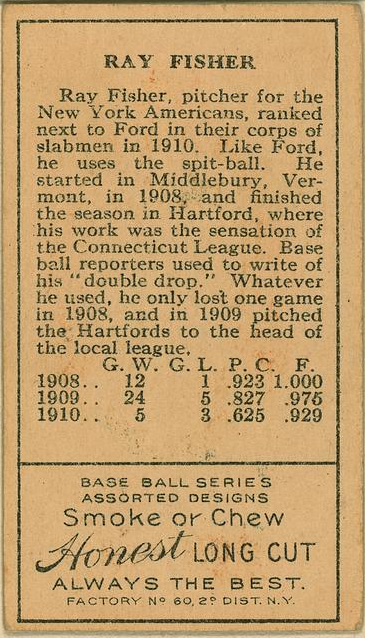 RAY FISHER
Ray Fisher, pitcher for the
New York Americans, ranked
next to Ford in their corps of
slabmen in 1910. Like Ford,
he uses the spit-ball. He
started in Middlebury, Ver-
mont, in 1908, and finished
the season in Hartford, where
his work was the sensation of
the Connecticut League. Base
ball reporters used to write of
his "double drop." Whatever
he used, he only lost one game
in 1908, and in 1909 pitched
the Hartfords to the head of
the local league.
G. W. G. L. P. C. F.
1908.. 12 1 .923 1.000
1909.. 24 5 .827 .975
1910.. 5 3 .625 .929
BASE BALL SERIES
ASSORTED DESIGNS
Smoke or Chew
Honest LONG CUT
ALWAYS THE BEST.
FACTORY No 60, 2D DIST. N.Y.